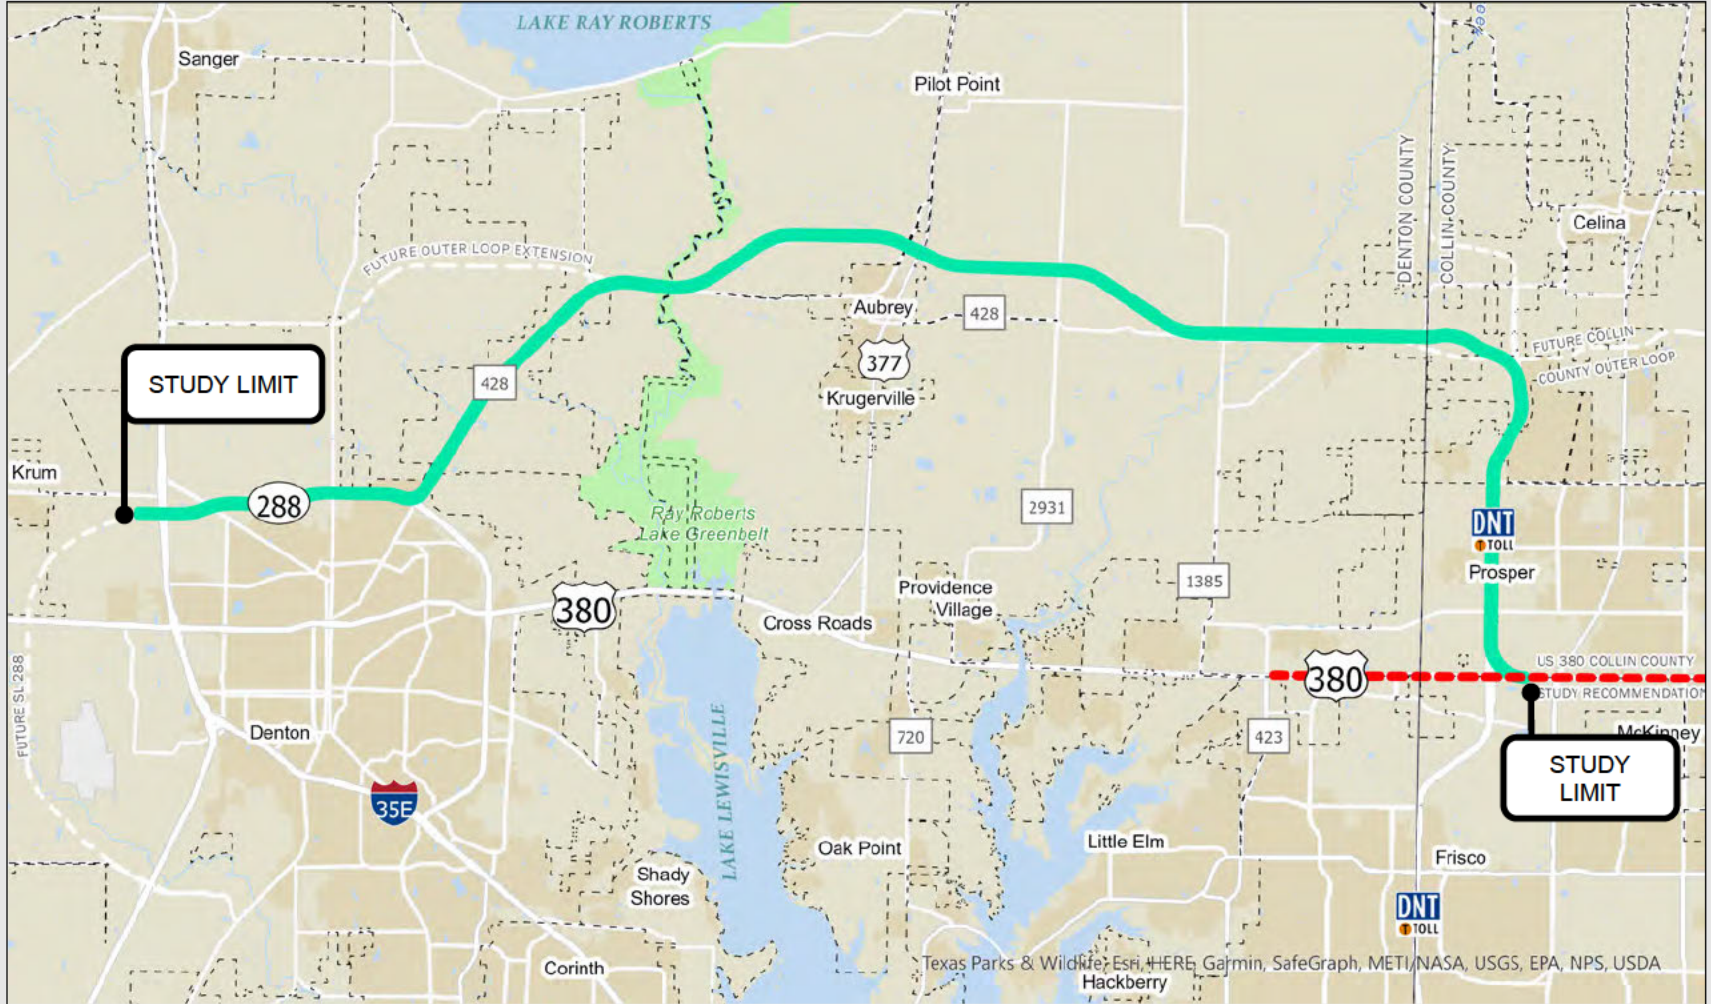 LAKE RAY ROBERTS
Sanger
Pilot Point
DENTON COUNTY
COLLIN COUNTY
Celina
FUTURE OUTER LOOP EXTENSION
Aubrey
428
377
FUTURE COLLIN
COUNTY OUTER LOOP
STUDY LIMIT
428
Krugerville
Krum
288
2931
Ray Roberts
Lake Greenbelt
DNT
T TOLL
Prosper
1385
Providence
Village
380
Cross Roads
FUTURE SL 288
US 380 COLLIN COUNTY
380
STUDY RECOMMENDATION
Denton
LAKE LEWISVILLE
720
423
McKinney
STUDY
LIMIT
35E
Oak Point
Little Elm
Frisco
Shady
Shores
DNT
T TOLL
Corinth
Texas Parks & Wildlife, Esri, HERE, Garmin, SafeGraph, METI/NASA, USGS, EPA, NPS, USDA
Hackberry